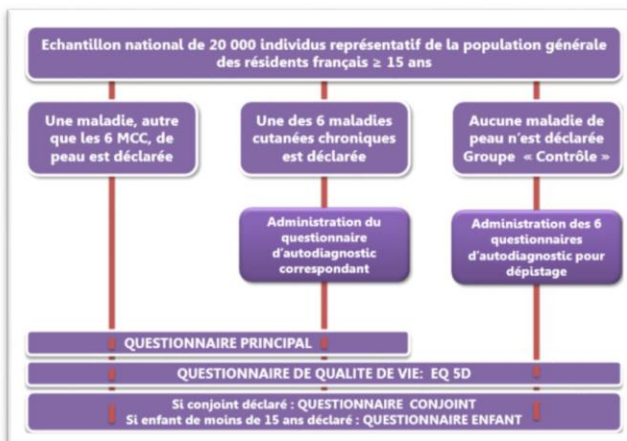 Echantillon national de 20 000 individus représentatif de la population générale
des résidents français ≥ 15 ans
Une maladie, autre
que les 6 MCC, de
peau est déclarée
Une des 6 maladies
cutanées chroniques
est déclarée
Aucune maladie de
peau n'est déclarée
Groupe « Contrôle »
Administration du
questionnaire
d'autodiagnostic
correspondant
Administration des 6
questionnaires
d'autodiagnostic pour
dépistage
QUESTIONNAIRE PRINCIPAL
QUESTIONNAIRE DE QUALITE DE VIE: EQ 5D
Si conjoint déclaré : QUESTIONNAIRE CONJOINT
Si enfant de moins de 15 ans déclaré : QUESTIONNAIRE ENFANT